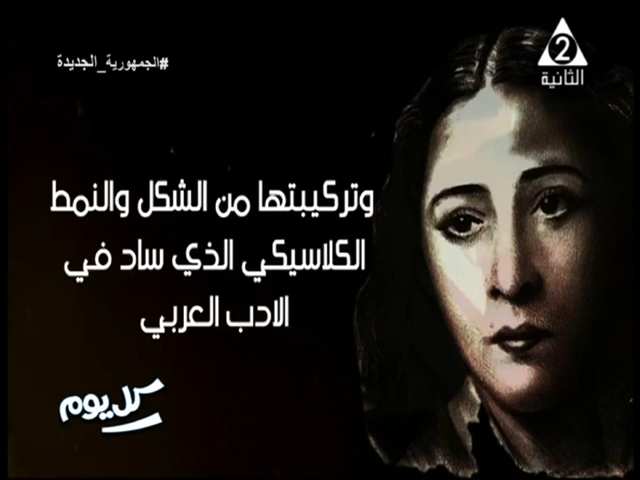 #الجمهورية_الجديدة
2
الثانية
وتركيبتها من الشكل والنمط
الكلاسيكي الذي ساد في
الادب العربي
كل يوم